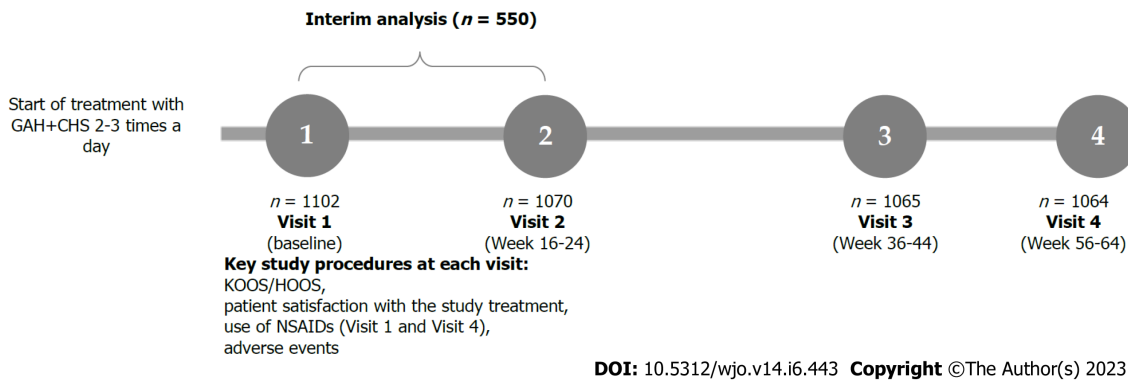 Interim analysis (n = 550)
Start of treatment with
GAH+CHS 2-3 times a
day
1
2
3
4
n = 1102
Visit 1
(baseline)
n = 1070
Visit 2
(Week 16-24)
n = 1065
Visit 3
(Week 36-44)
n = 1064
Visit 4
(Week 56-64)
Key study procedures at each visit:
KOOS/HOOS,
patient satisfaction with the study treatment,
use of NSAIDs (Visit 1 and Visit 4),
adverse events
DOI: 10.5312/wjo.v14.i6.443 Copyright ©The Author(s) 2023